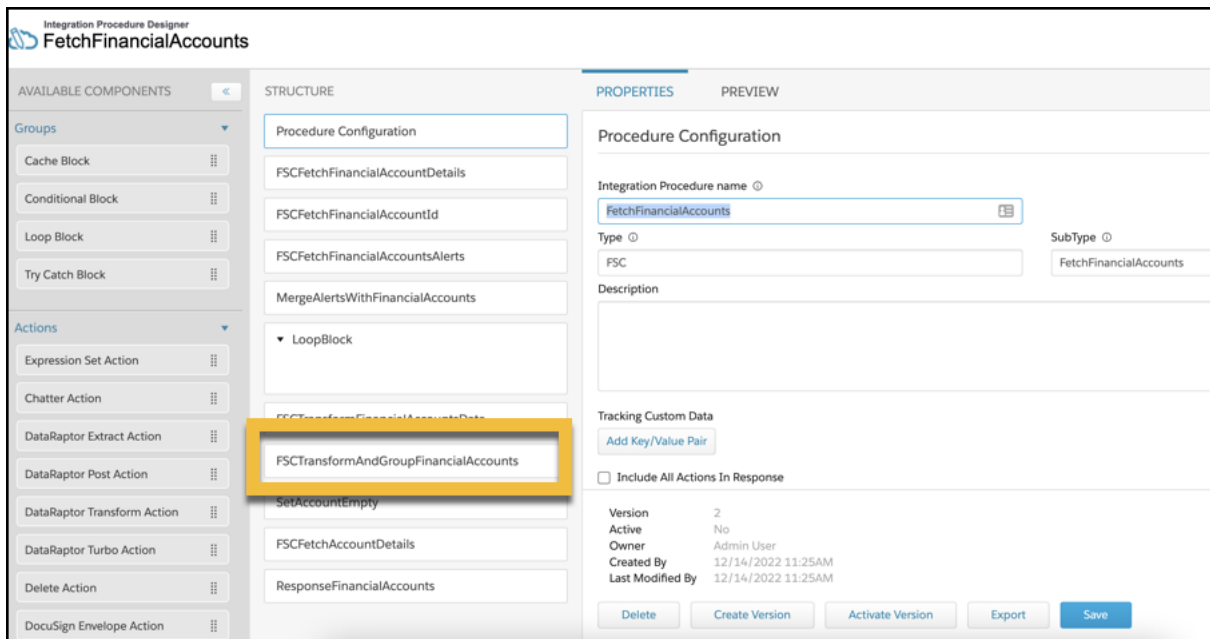 Integration Procedure Designer
FetchFinancialAccounts
AVAILABLE COMPONENTS
«
Groups
Cache Block
Conditional Block
Loop Block
Try Catch Block
Actions
Expression Set Action
Chatter Action
DataRaptor Extract Action
DataRaptor Post Action
DataRaptor Transform Action
DataRaptor Turbo Action
Delete Action
DocuSign Envelope Action
STRUCTURE
Procedure Configuration
FSCFetchFinancialAccountDetails
FSCFetchFinancialAccountId
FSCFetchFinancialAccountsAlerts
MergeAlertsWithFinancialAccounts
LoopBlock
FSCTransformFinancialAccountsData
FSCTransformAndGroupFinancialAccounts
SetAccountEmpty
FSCFetchAccountDetails
ResponseFinancialAccounts
PROPERTIES PREVIEW
Procedure Configuration
Integration Procedure name
FetchFinancialAccounts
Type SubType
FSC FetchFinancialAccounts
Description
Tracking Custom Data
Add Key/Value Pair
Include All Actions In Response
Version 2
Active No
Owner Admin User
Created By 12/14/2022 11:25AM
Last Modified By 12/14/2022 11:25AM
Delete Create Version Activate Version Export Save